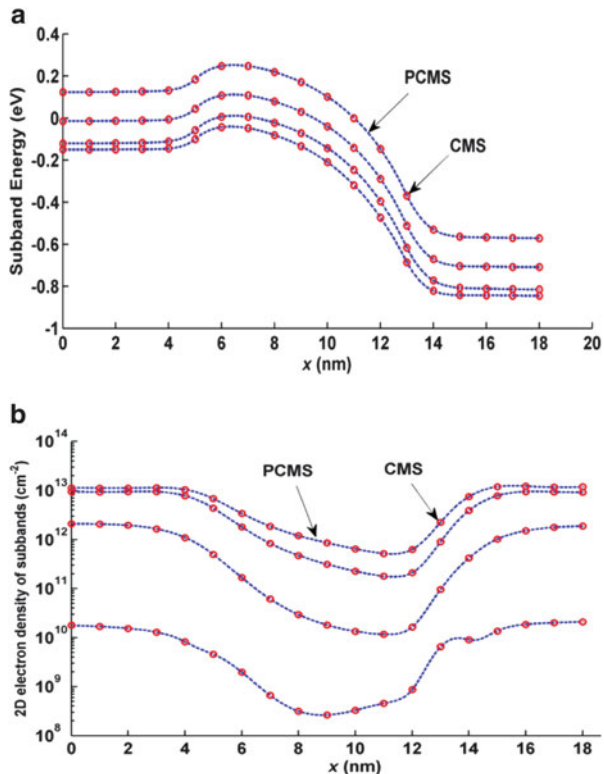 a
0.4
0.2
0
-0.2
-0.4
-0.6
-0.8
-1
Subband Energy (eV)
PCMS
CMS
0 2 4 6 8 10 12 14 16 18 20
x (nm)
b
10^14
10^13
10^12
10^11
10^10
10^9
10^8
2D electron density of subbands (cm^-2)
PCMS
CMS
0 2 4 6 8 10 12 14 16 18
x (nm)